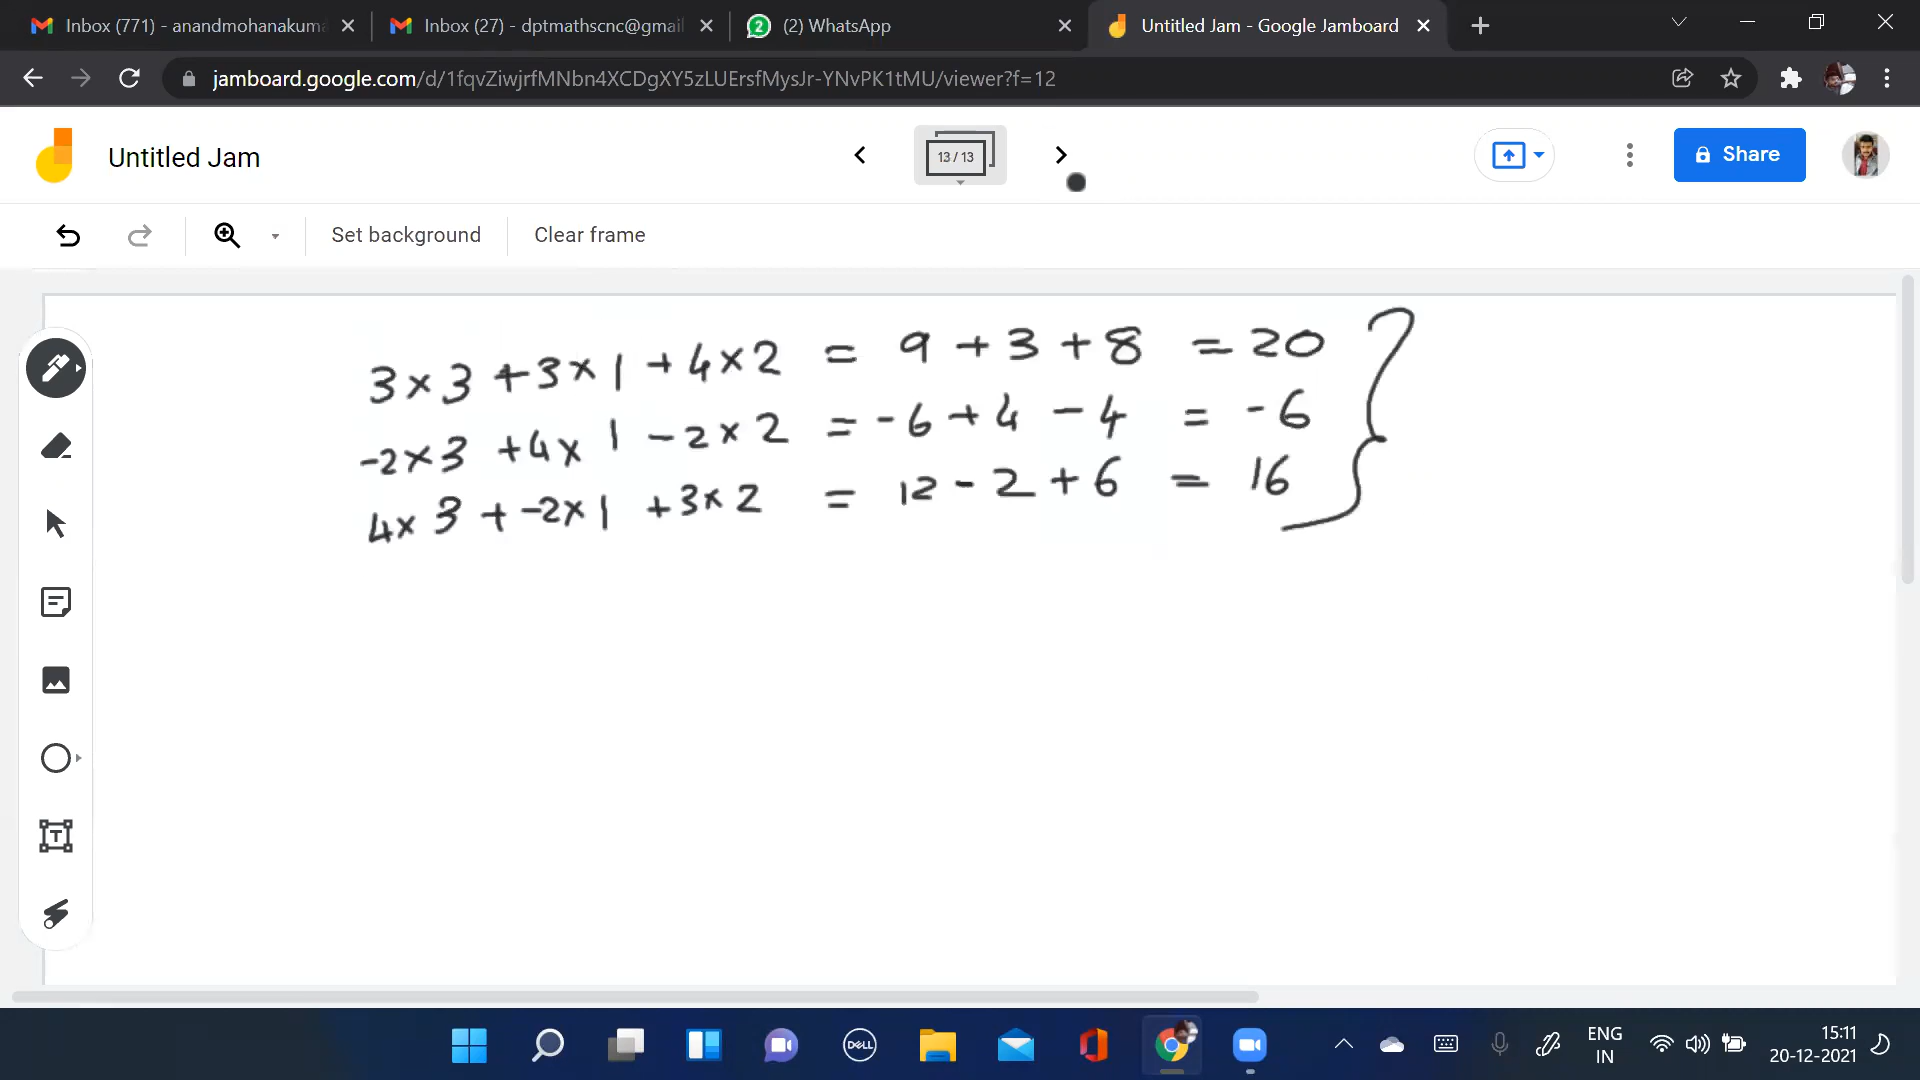 Inbox (771) - anandmohanakuma
Inbox (27) - dptmathscnc@gmail
2 (2) WhatsApp
Untitled Jam - Google Jamboard
jamboard.google.com/d/1fqvZiwjrfMNbn4XCDgXY5zLUErsfMysJr-YNvPK1tMU/viewer?f=12
Untitled Jam
13 / 13
Share
Set background
Clear frame
3×3 +3×1 +4×2 = 9 +3 +8 = 20
-2×3 +4× 1 -2× 2 = -6 +4 -4 = -6
4× 3 + -2×1 +3×2 = 12 - 2 + 6 = 16
T
DELL
ENG
IN
15:11
20-12-2021